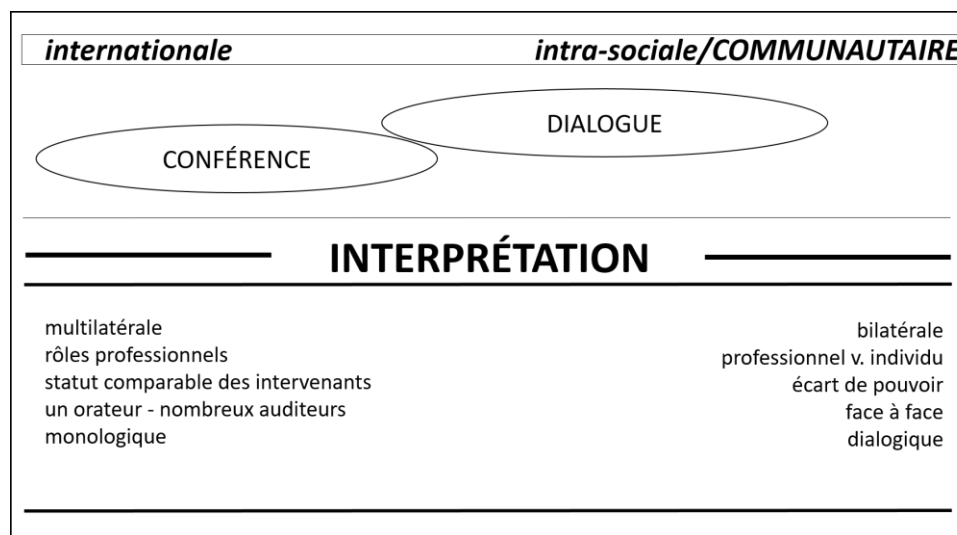 internationale
intra-sociale/COMMUNAUTAIRE
DIALOGUE
CONFÉRENCE
INTERPRÉTATION
multilatérale
rôles professionnels
statut comparable des intervenants
un orateur - nombreux auditeurs
monologique
bilatérale
professionnel v. individu
écart de pouvoir
face à face
dialogique